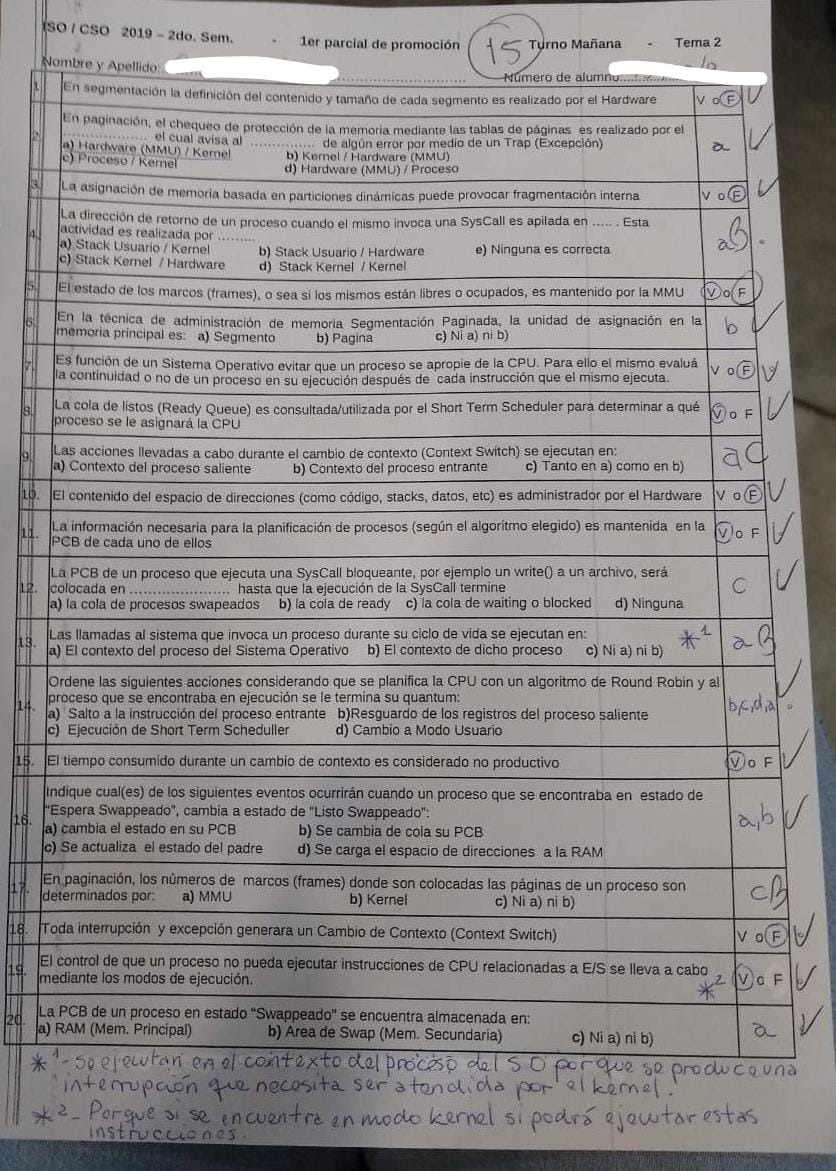 ISO / CSO 2019 – 2do. Sem. - 1er parcial de promoción 15 Turno Mañana - Tema 2
Nombre y Apellido: Número de alumno:
1. En segmentación la definición del contenido y tamaño de cada segmento es realizado por el Hardware V o F
2. En paginación, el chequeo de protección de la memoria mediante las tablas de páginas es realizado por el
.................... el cual avisa al ............... de algún error por medio de un Trap (Excepción) a
a) Hardware (MMU) / Kernel b) Kernel / Hardware (MMU)
c) Proceso / Kernel d) Hardware (MMU) / Proceso
3. La asignación de memoria basada en particiones dinámicas puede provocar fragmentación interna V o F
La dirección de retorno de un proceso cuando el mismo invoca una SysCall es apilada en ...... . Esta
4. actividad es realizada por ......... a B
a) Stack Usuario / Kernel b) Stack Usuario / Hardware e) Ninguna es correcta
c) Stack Kernel / Hardware d) Stack Kernel / Kernel
5. El estado de los marcos (frames), o sea si los mismos están libres o ocupados, es mantenido por la MMU V o F
6. En la técnica de administración de memoria Segmentación Paginada, la unidad de asignación en la b
memoria principal es: a) Segmento b) Pagina c) Ni a) ni b)
7. Es función de un Sistema Operativo evitar que un proceso se apropie de la CPU. Para ello el mismo evaluá V o F
la continuidad o no de un proceso en su ejecución después de cada instrucción que el mismo ejecuta.
8. La cola de listos (Ready Queue) es consultada/utilizada por el Short Term Scheduler para determinar a qué V o F
proceso se le asignará la CPU
9. Las acciones llevadas a cabo durante el cambio de contexto (Context Switch) se ejecutan en: a C
a) Contexto del proceso saliente b) Contexto del proceso entrante c) Tanto en a) como en b)
10. El contenido del espacio de direcciones (como código, stacks, datos, etc) es administrador por el Hardware V o F
11. La información necesaria para la planificación de procesos (según el algoritmo elegido) es mantenida en la V o F
PCB de cada uno de ellos
La PCB de un proceso que ejecuta una SysCall bloqueante, por ejemplo un write() a un archivo, será
12. colocada en ...................... hasta que la ejecución de la SysCall termine c
a) la cola de procesos swapeados b) la cola de ready c) la cola de waiting o blocked d) Ninguna
13. Las llamadas al sistema que invoca un proceso durante su ciclo de vida se ejecutan en: *1 a B
a) El contexto del proceso del Sistema Operativo b) El contexto de dicho proceso c) Ni a) ni b)
Ordene las siguientes acciones considerando que se planifica la CPU con un algoritmo de Round Robin y al
14. proceso que se encontraba en ejecución se le termina su quantum: b,c,d,a
a) Salto a la instrucción del proceso entrante b)Resguardo de los registros del proceso saliente
c) Ejecución de Short Term Scheduller d) Cambio a Modo Usuario
15. El tiempo consumido durante un cambio de contexto es considerado no productivo V o F
Indique cual(es) de los siguientes eventos ocurrirán cuando un proceso que se encontraba en estado de
16. "Espera Swappeado", cambia a estado de "Listo Swappeado": a,b
a) cambia el estado en su PCB b) Se cambia de cola su PCB
c) Se actualiza el estado del padre d) Se carga el espacio de direcciones a la RAM
17. En paginación, los números de marcos (frames) donde son colocadas las páginas de un proceso son c B
determinados por: a) MMU b) Kernel c) Ni a) ni b)
18. Toda interrupción y excepción generara un Cambio de Contexto (Context Switch) V o F
19. El control de que un proceso no pueda ejecutar instrucciones de CPU relacionadas a E/S se lleva a cabo *2 V o F
mediante los modos de ejecución.
20. La PCB de un proceso en estado "Swappeado" se encuentra almacenada en: a
a) RAM (Mem. Principal) b) Area de Swap (Mem. Secundaria) c) Ni a) ni b)
*1- Se ejecutan en el contexto del proceso del SO porque se produce una
interrupción que necesita ser atendida por el kernel.
*2- Porque si se encuentra en modo kernel si podrá ejecutar estas
instrucciones.